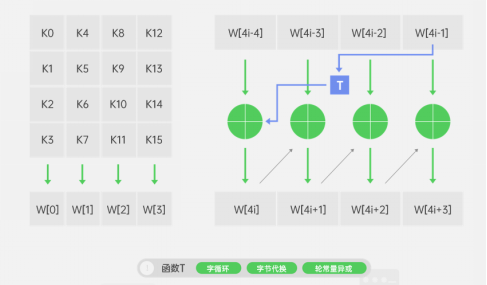 K0 K4 K8 K12
K1 K5 K9 K13
K2 K6 K10 K14
K3 K7 K11 K15
W[0] W[1] W[2] W[3]
W[4i-4] W[4i-3] W[4i-2] W[4i-1]
T
W[4i] W[4i+1] W[4i+2] W[4i+3]
函数T 字循环 字节代换 轮常量异或